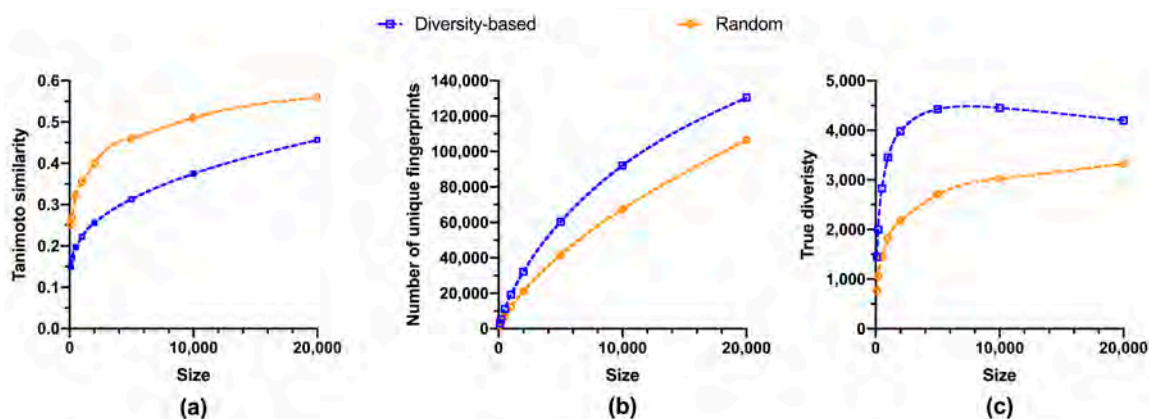 Diversity-based
Random
Tanimoto similarity
0.6
0.5
0.4
0.3
0.2
0.1
0.0
0
10,000
20,000
Size
(a)
Number of unique fingerprints
140,000
120,000
100,000
80,000
60,000
40,000
20,000
0
0
10,000
20,000
Size
(b)
True diveristy
5,000
4,000
3,000
2,000
1,000
0
0
10,000
20,000
Size
(c)